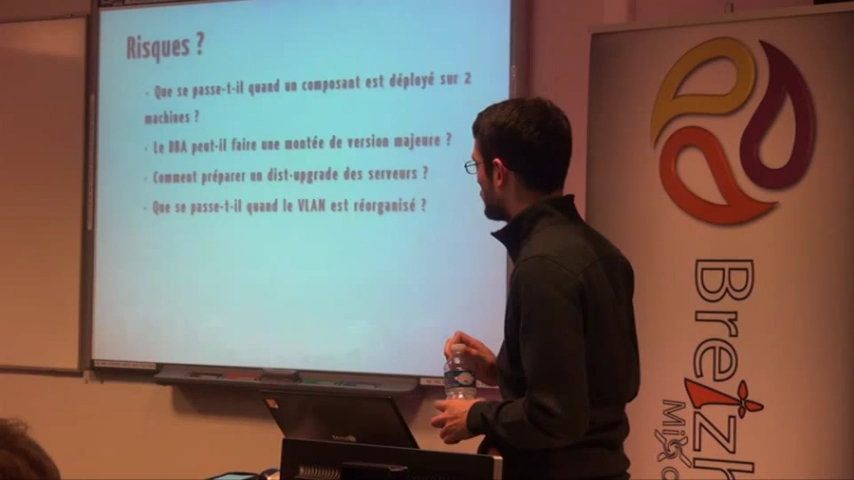 Risques ?
- Que se passe-t-il quand un composant est déployé sur 2
machines ?
- Le DBA peut-il faire une montée de version majeure ?
- Comment préparer un dist-upgrade des serveurs ?
- Que se passe-t-il quand le VLAN est réorganisé ?
Breizh